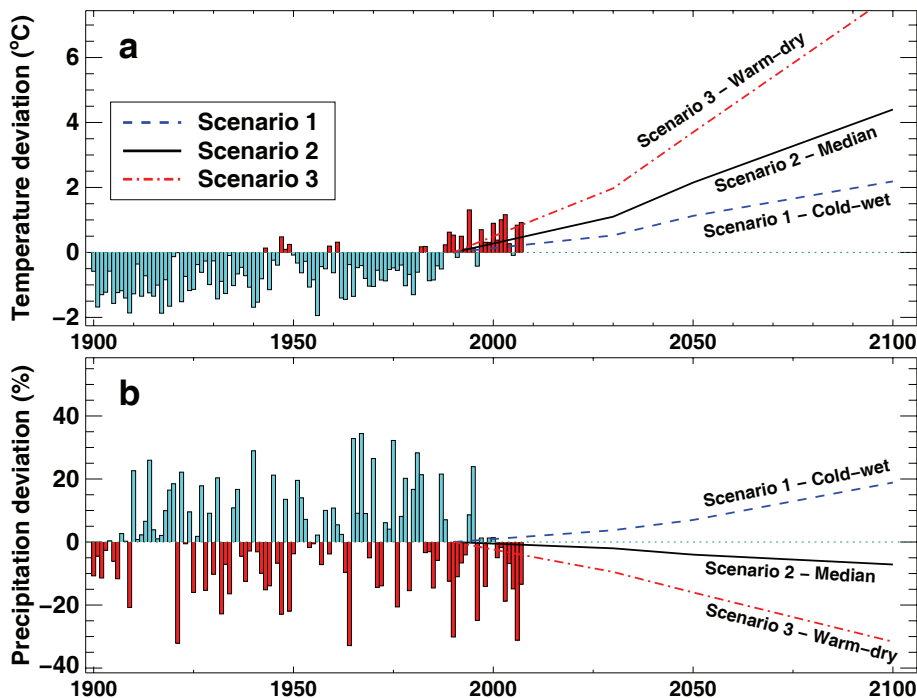 a
Temperature deviation (°C)
6
4
2
0
−2
Scenario 1
Scenario 2
Scenario 3
Scenario 3 − Warm−dry
Scenario 2 − Median
Scenario 1 − Cold−wet
1900
1950
2000
2050
2100
b
Precipitation deviation (%)
40
20
0
−20
−40
Scenario 1 − Cold−wet
Scenario 2 − Median
Scenario 3 − Warm−dry
1900
1950
2000
2050
2100